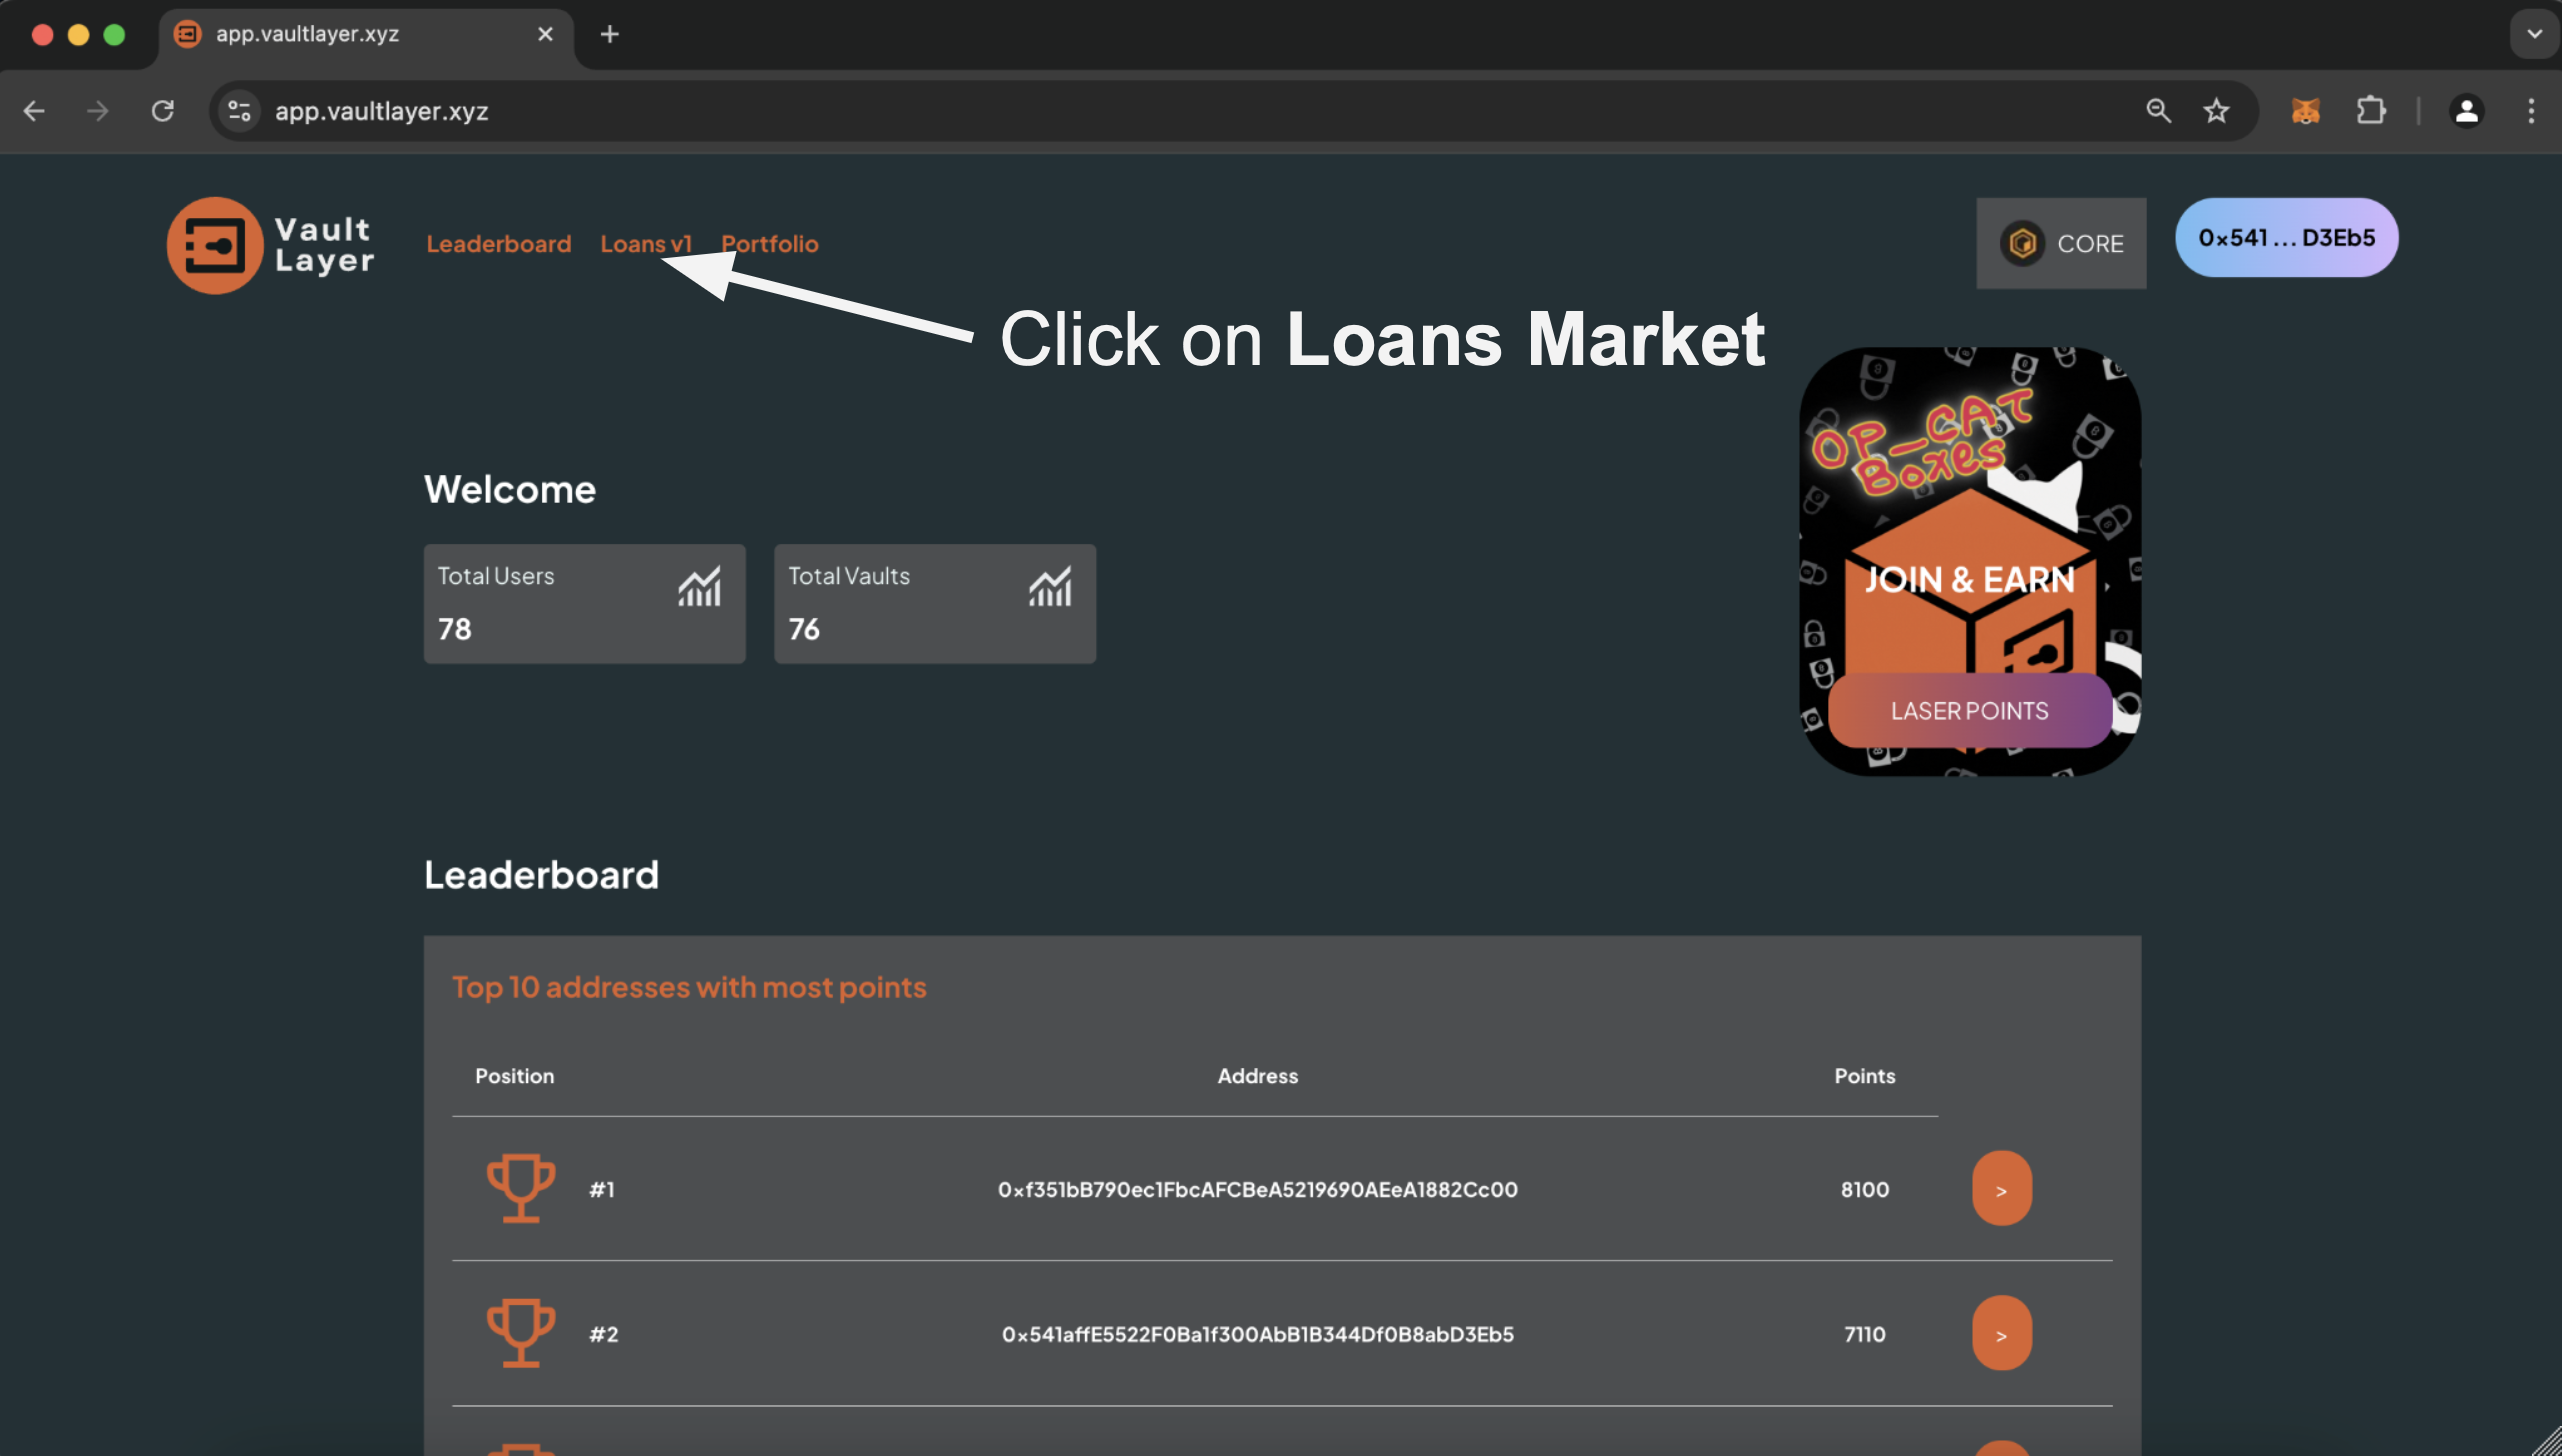 app.vaultlayer.xyz
app.vaultlayer.xyz
Vault
Layer
Leaderboard Loans v1 Portfolio
CORE
0x541 ... D3Eb5
Click on Loans Market
OP_CAT
Boxes
JOIN & EARN
LASER POINTS
Welcome
Total Users
78
Total Vaults
76
Leaderboard
Top 10 addresses with most points
Position Address Points
#1 0xf351bB790ec1FbcAFCBeA5219690AEeA1882Cc00 8100 >
#2 0x541affE5522F0Ba1f300AbB1B344Df0B8abD3Eb5 7110 >